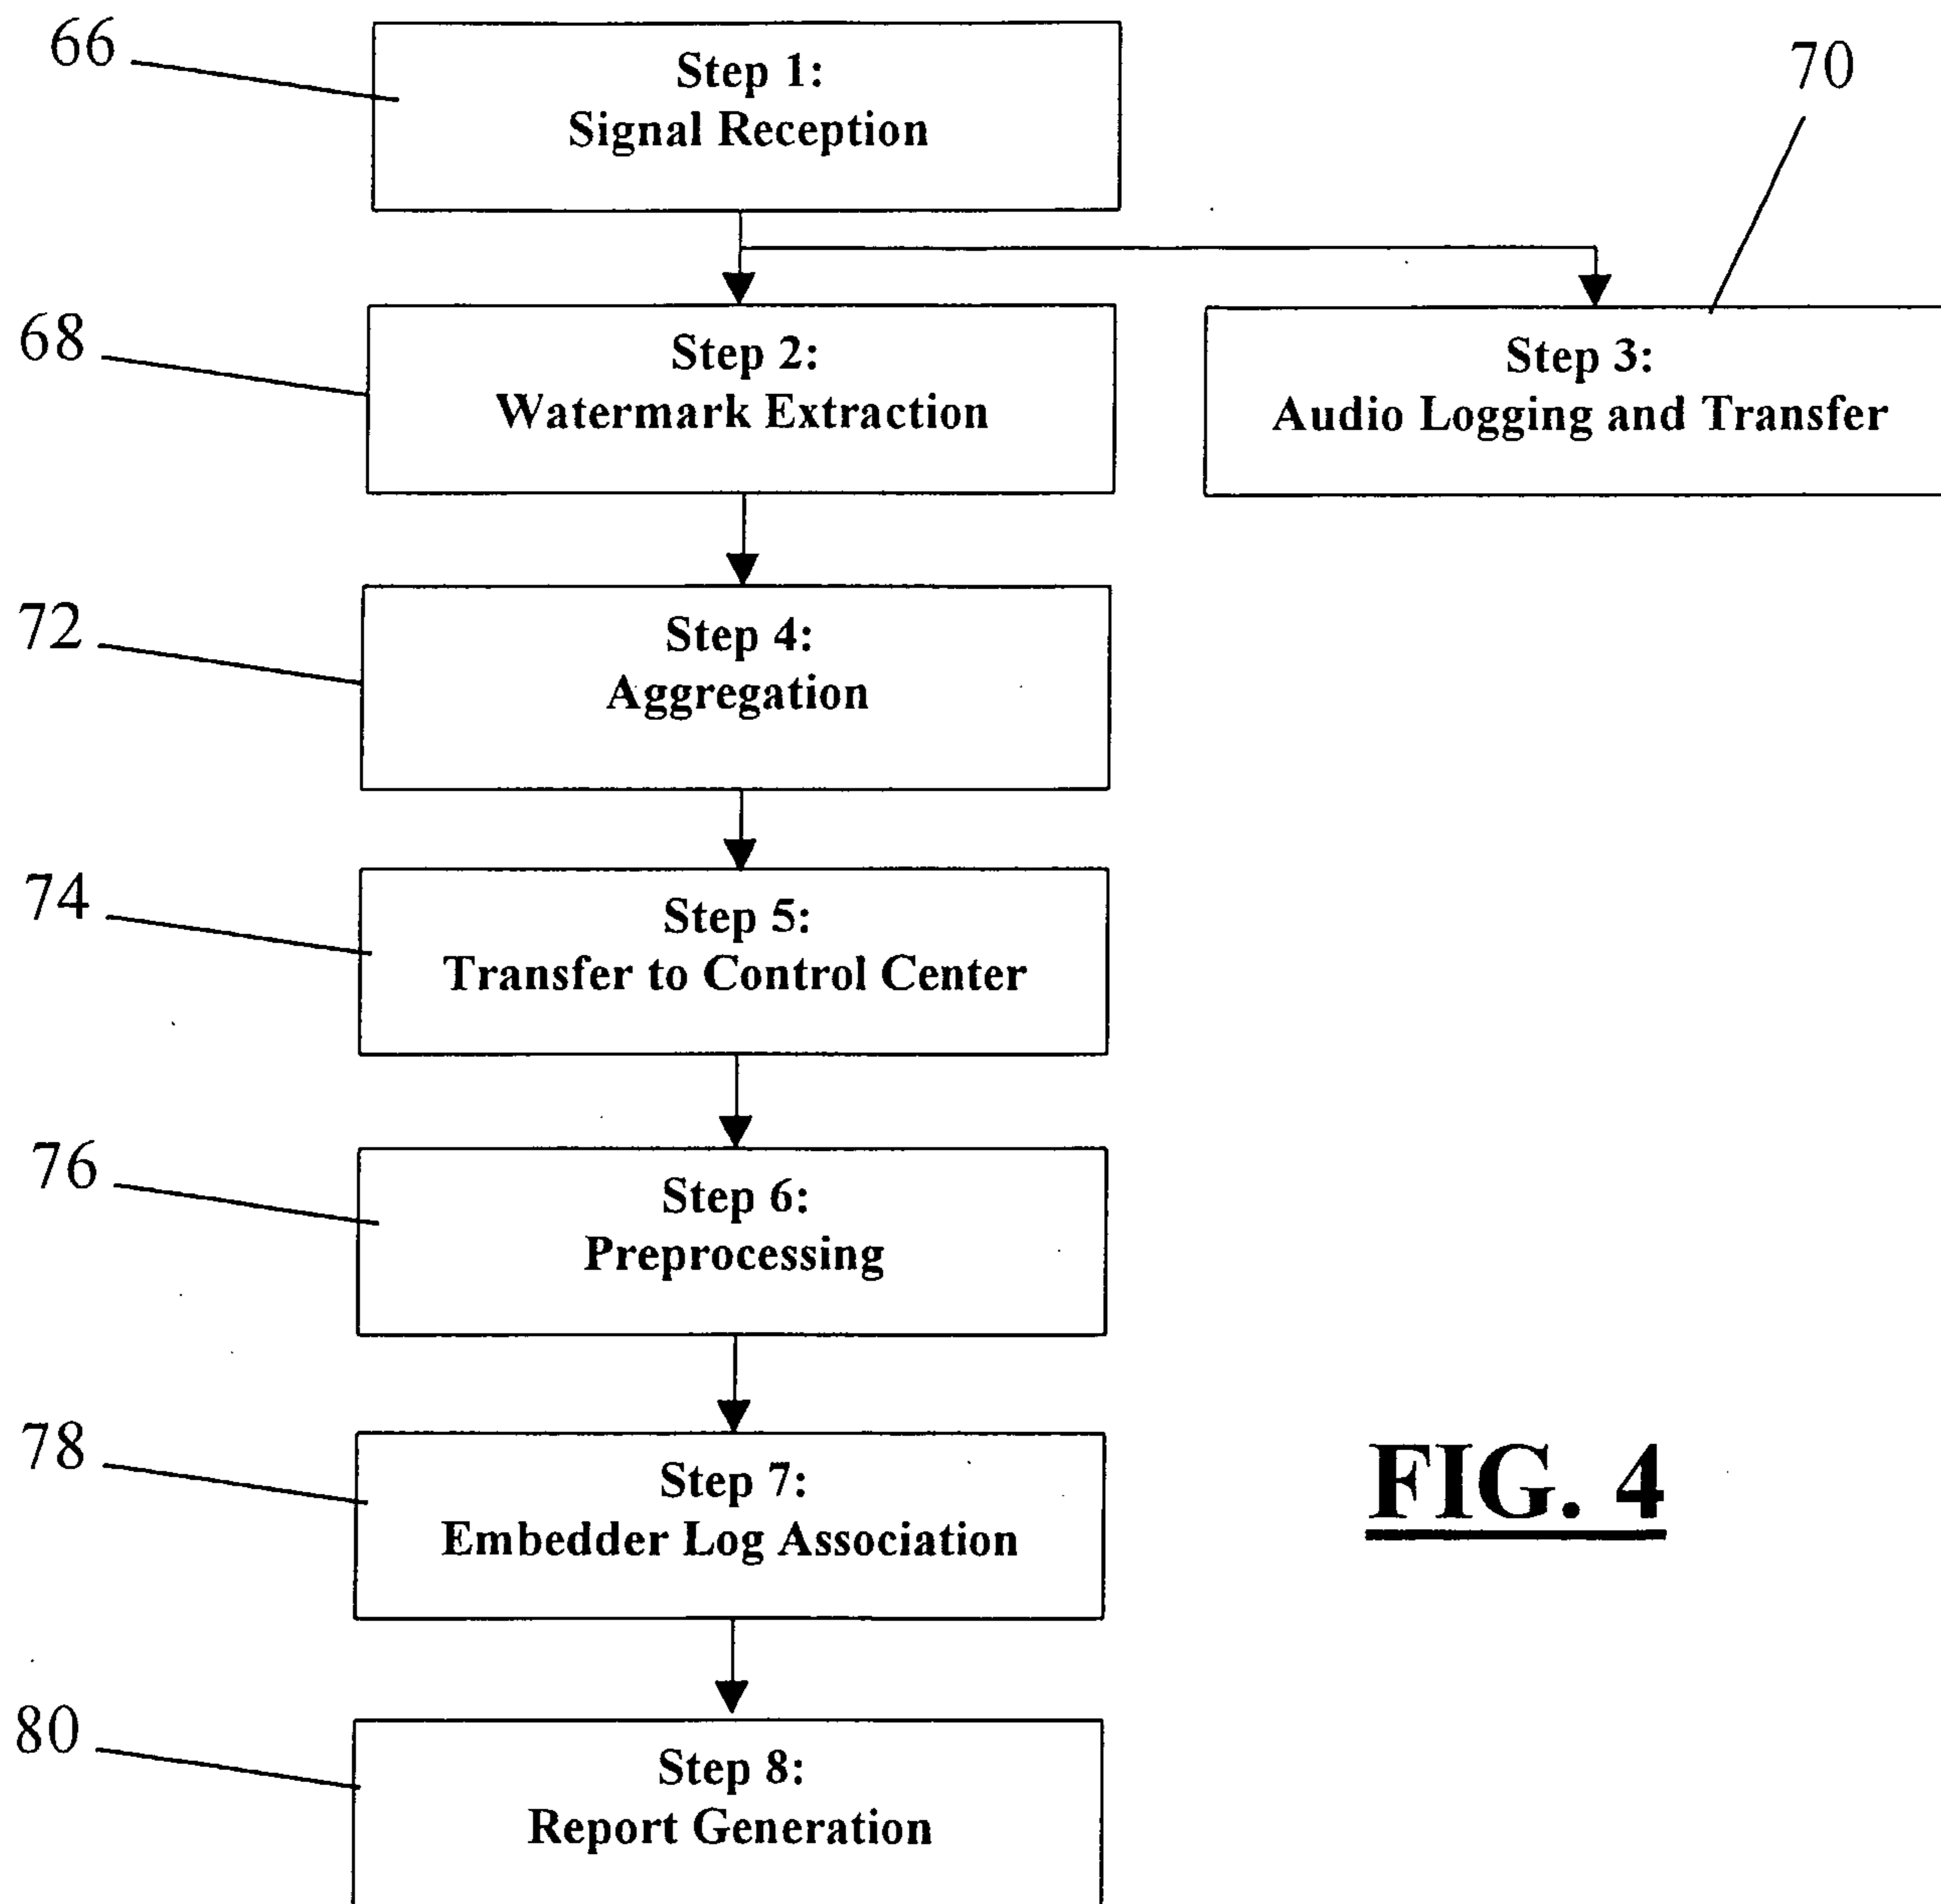 66
Step 1:
Signal Reception
70
68
Step 2:
Watermark Extraction
Step 3:
Audio Logging and Transfer
72
Step 4:
Aggregation
74
Step 5:
Transfer to Control Center
76
Step 6:
Preprocessing
78
Step 7:
Embedder Log Association
FIG. 4
80
Step 8:
Report Generation